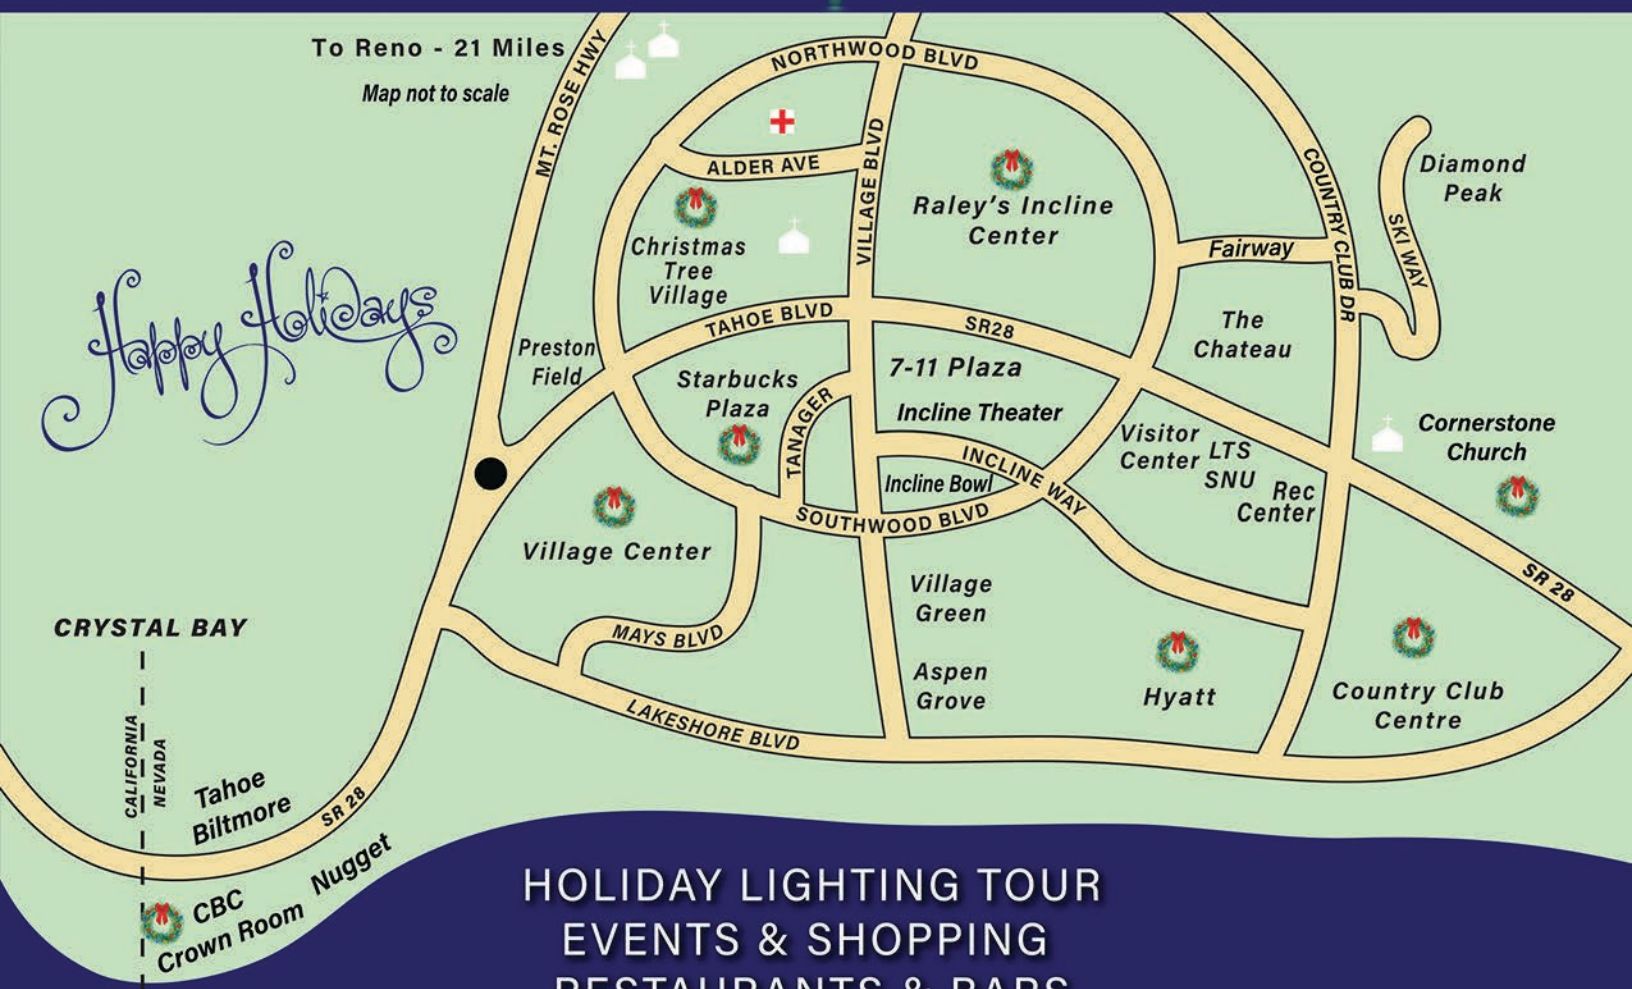 To Reno - 21 Miles
Map not to scale
MT. ROSE HWY
NORTHWOOD BLVD
ALDER AVE
VILLAGE BLVD
Raley's Incline
Center
Christmas
Tree
Village
COUNTRY CLUB DR
Diamond
Peak
SKI WAY
Fairway
Happy Holidays
TAHOE BLVD
SR28
The
Chateau
Preston
Field
Starbucks
Plaza
7-11 Plaza
TANAGER
Incline Theater
INCLINE WAY
Incline Bowl
Visitor
Center
LTS
SNU
Rec
Center
Cornerstone
Church
SOUTHWOOD BLVD
Village Center
SR 28
Village
Green
MAYS BLVD
CRYSTAL BAY
Aspen
Grove
Hyatt
Country Club
Centre
LAKESHORE BLVD
CALIFORNIA
NEVADA
Tahoe
Biltmore
SR 28
Nugget
CBC
Crown Room
HOLIDAY LIGHTING TOUR
EVENTS & SHOPPING
RESTAURANTS & BARS